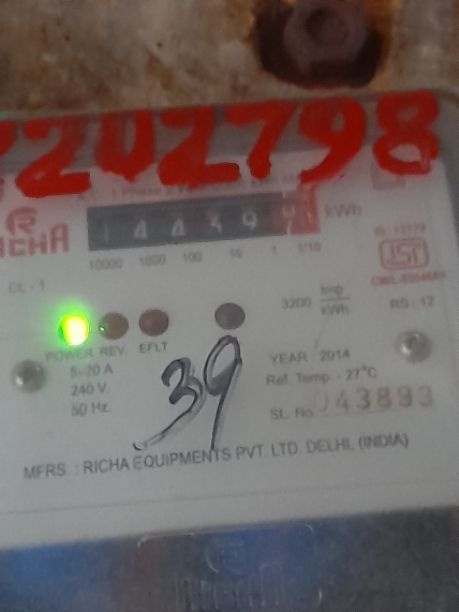 2202798
RICHA
kWh
10000 1000 100 10 1 1/10
CL - 1
3200 imp/kWh
RS : 12
POWER REV. EFLT
5-20 A
240 V.
50 Hz.
39
YEAR : 2014
Ref. Temp. - 27°C
SL. No. 043893
MFRS. : RICHA EQUIPMENTS PVT. LTD. DELHI, (INDIA)